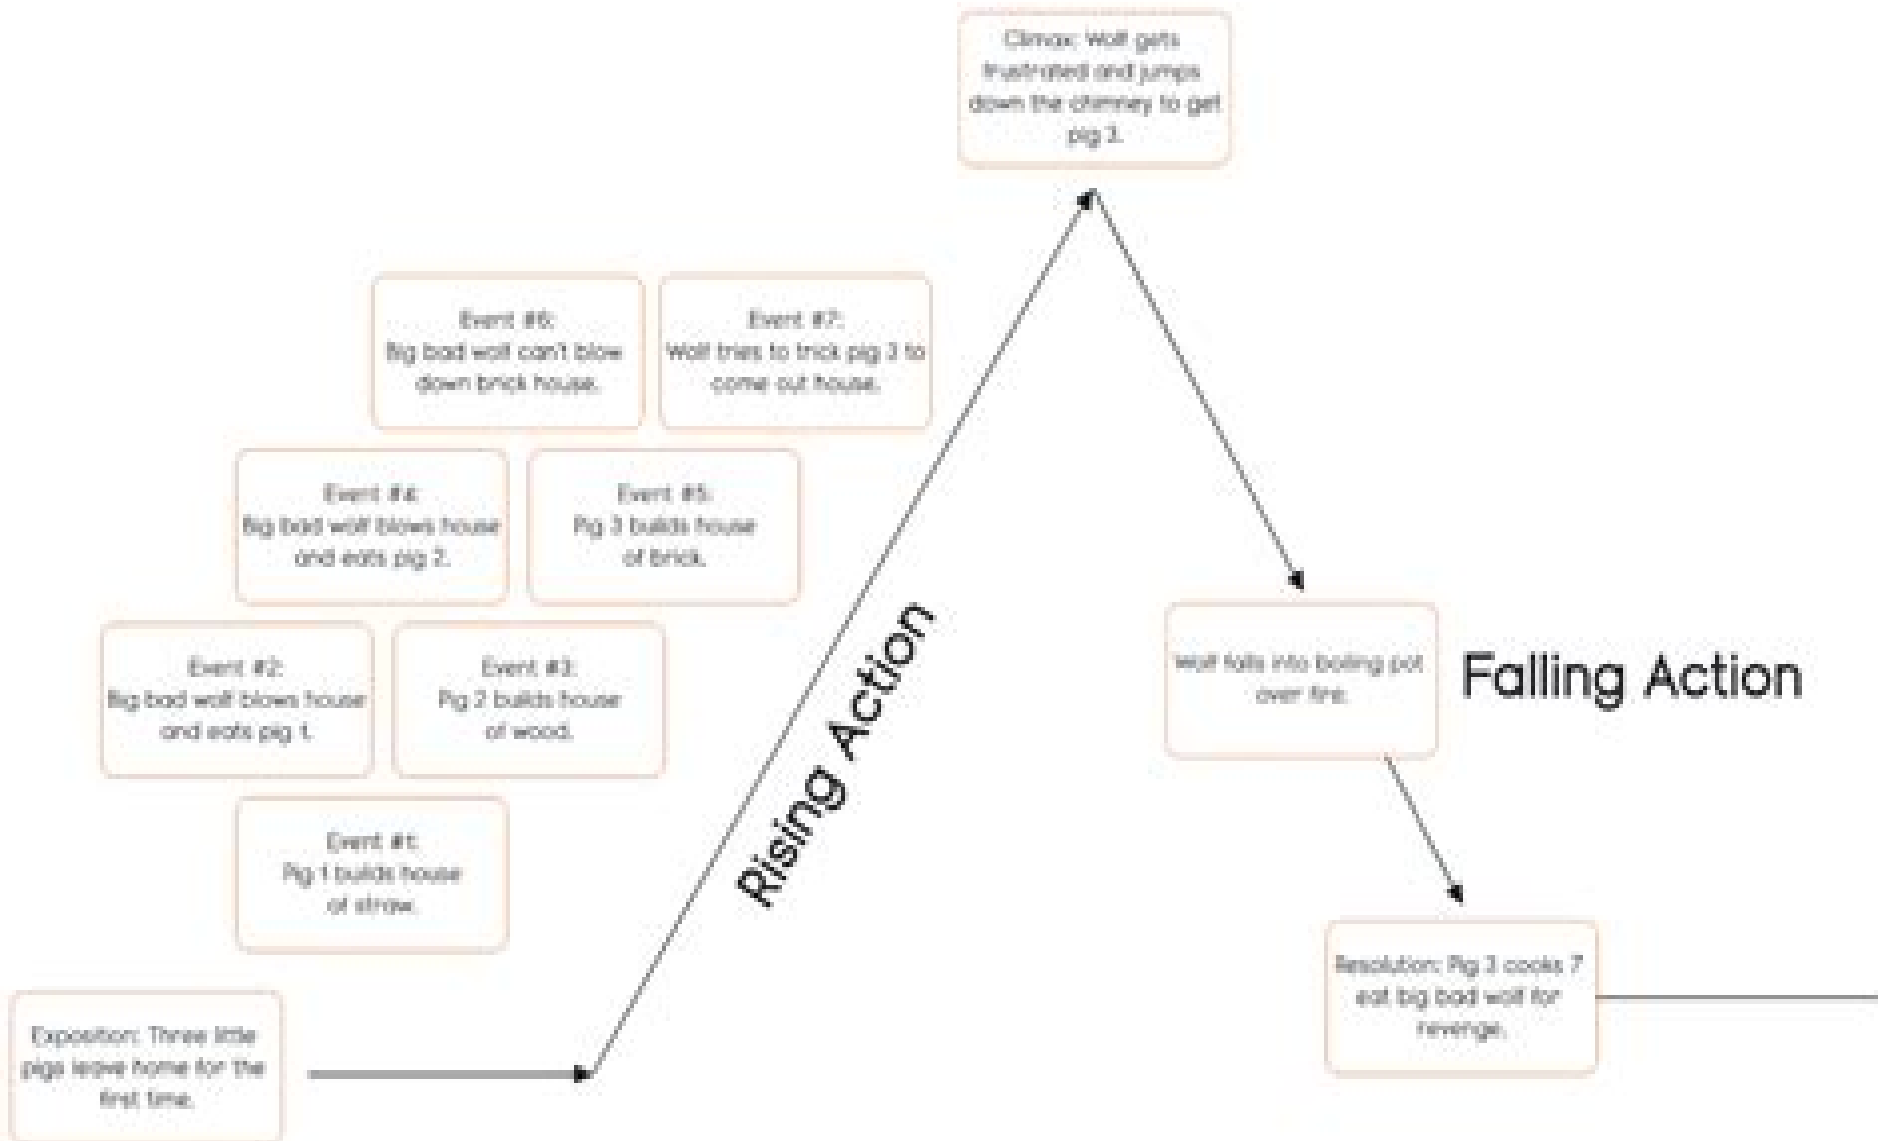 Climax: Wolf gets
frustrated and jumps
down the chimney to get
pig 3.
Event #6:
Big bad wolf can't blow
down brick house.
Event #7:
Wolf tries to trick pig 3 to
come out house.
Event #4:
Big bad wolf blows house
and eats pig 2.
Event #5:
Pig 3 builds house
of brick.
Event #2:
Big bad wolf blows house
and eats pig 1.
Event #3:
Pig 2 builds house
of wood.
Event #1:
Pig 1 builds house
of straw.
Exposition: Three little
pigs leave home for the
first time.
Rising Action
Wolf falls into boiling pot
over fire.
Falling Action
Resolution: Pig 3 cooks 7
eat big bad wolf for
revenge.